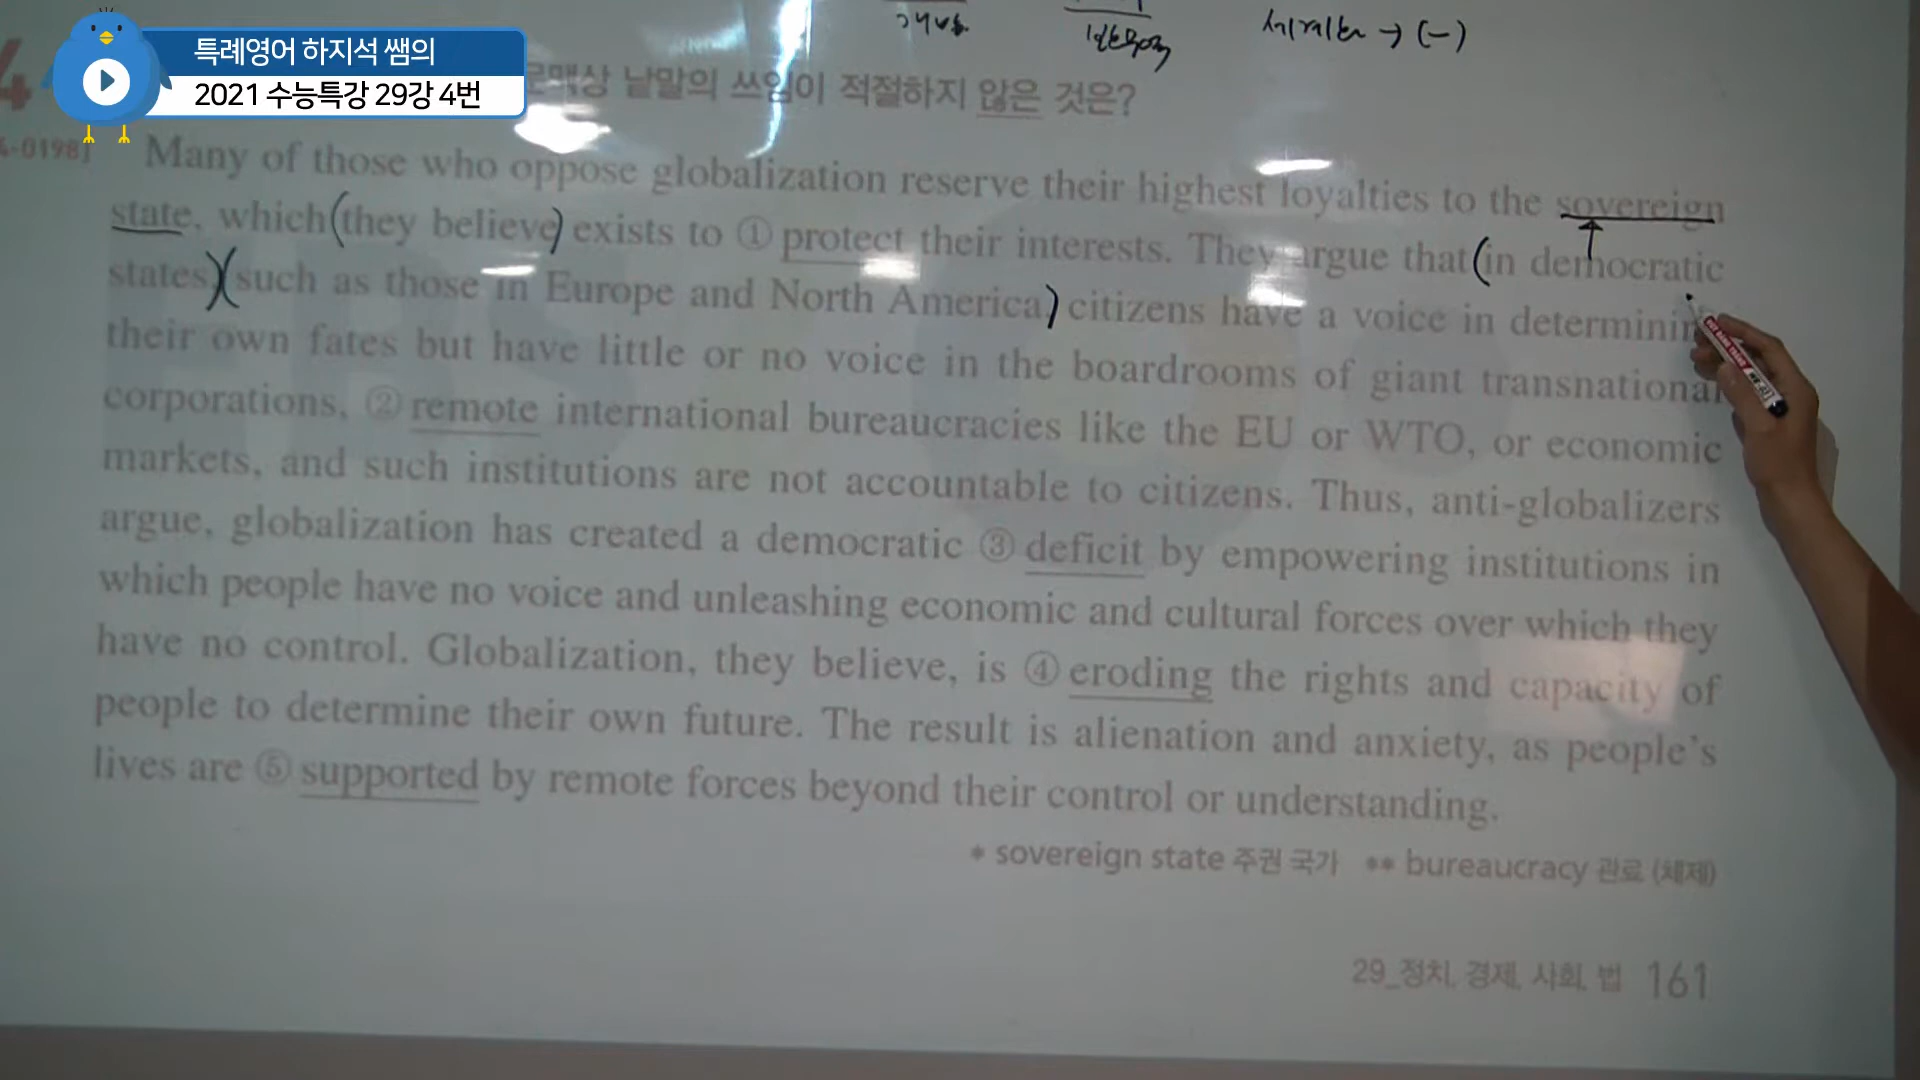 세계화 → (-)
특례영어 하지석 쌤의
2021 수능특강 29강 4번
4
문맥상 낱말의 쓰임이 적절하지 않은 것은?
-0198]
Many of those who oppose globalization reserve their highest loyalties to the sovereign
state, which (they believe) exists to ① protect their interests. They argue that (in democratic
states,) (such as those in Europe and North America,) citizens have a voice in determining
their own fates but have little or no voice in the boardrooms of giant transnational
corporations, ② remote international bureaucracies like the EU or WTO, or economic
markets, and such institutions are not accountable to citizens. Thus, anti-globalizers
argue, globalization has created a democratic ③ deficit by empowering institutions in
which people have no voice and unleashing economic and cultural forces over which they
have no control. Globalization, they believe, is ④ eroding the rights and capacity of
people to determine their own future. The result is alienation and anxiety, as people's
lives are ⑤ supported by remote forces beyond their control or understanding.
* sovereign state 주권 국가 ** bureaucracy 관료 (체제)
29_정치, 경제, 사회, 법 161